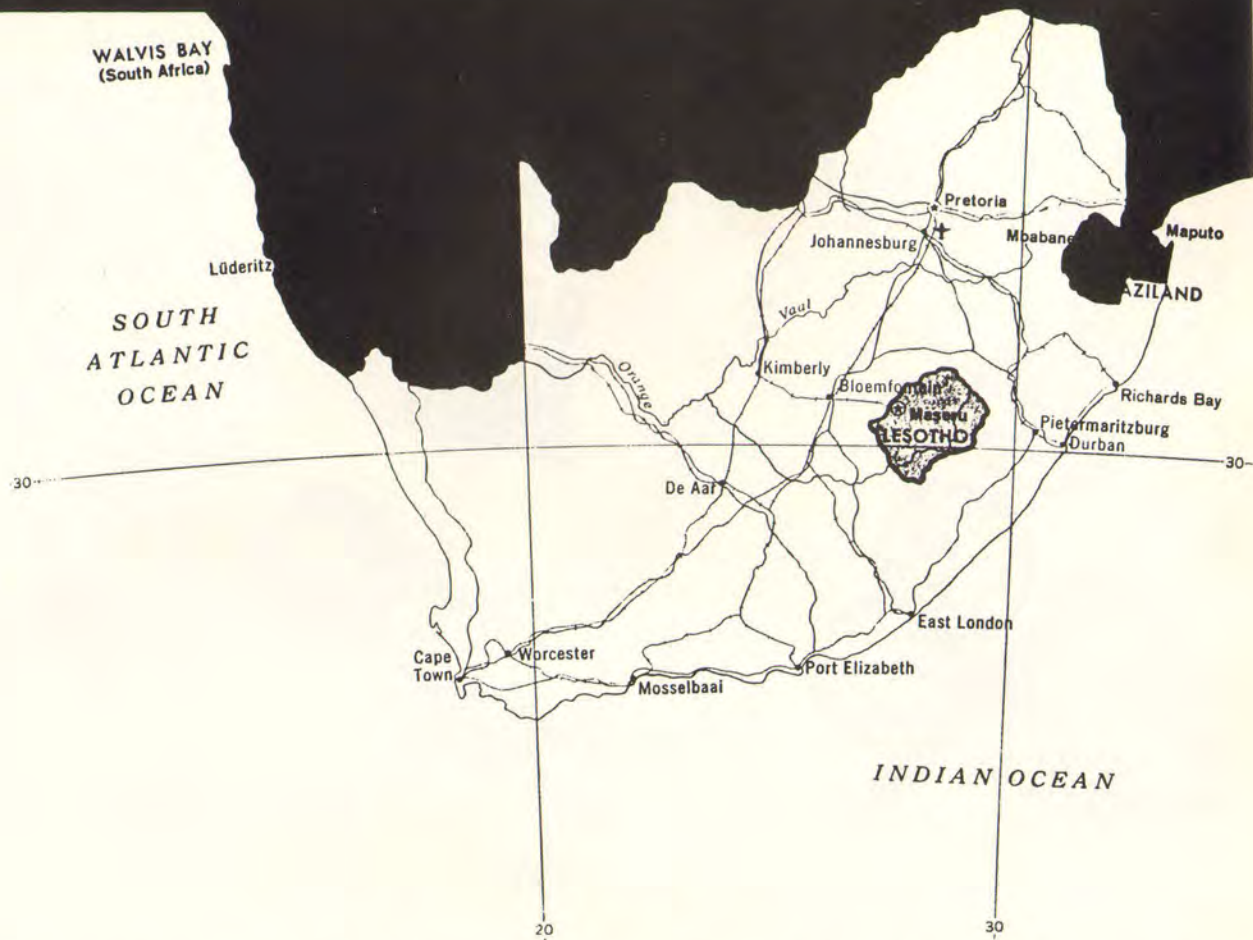 WALVIS BAY
(South Africa)
Pretoria
Johannesburg
Mbabane
Maputo
Lüderitz
AZILAND
SOUTH
ATLANTIC
OCEAN
Vaul
Orange
Kimberly
Bloemfontein
Richards Bay
Maseru
LESOTHO
Pietermaritzburg
Durban
30
30
De Aar
East London
Cape
Town
Worcester
Port Elizabeth
Mosselbaai
INDIAN OCEAN
20
30